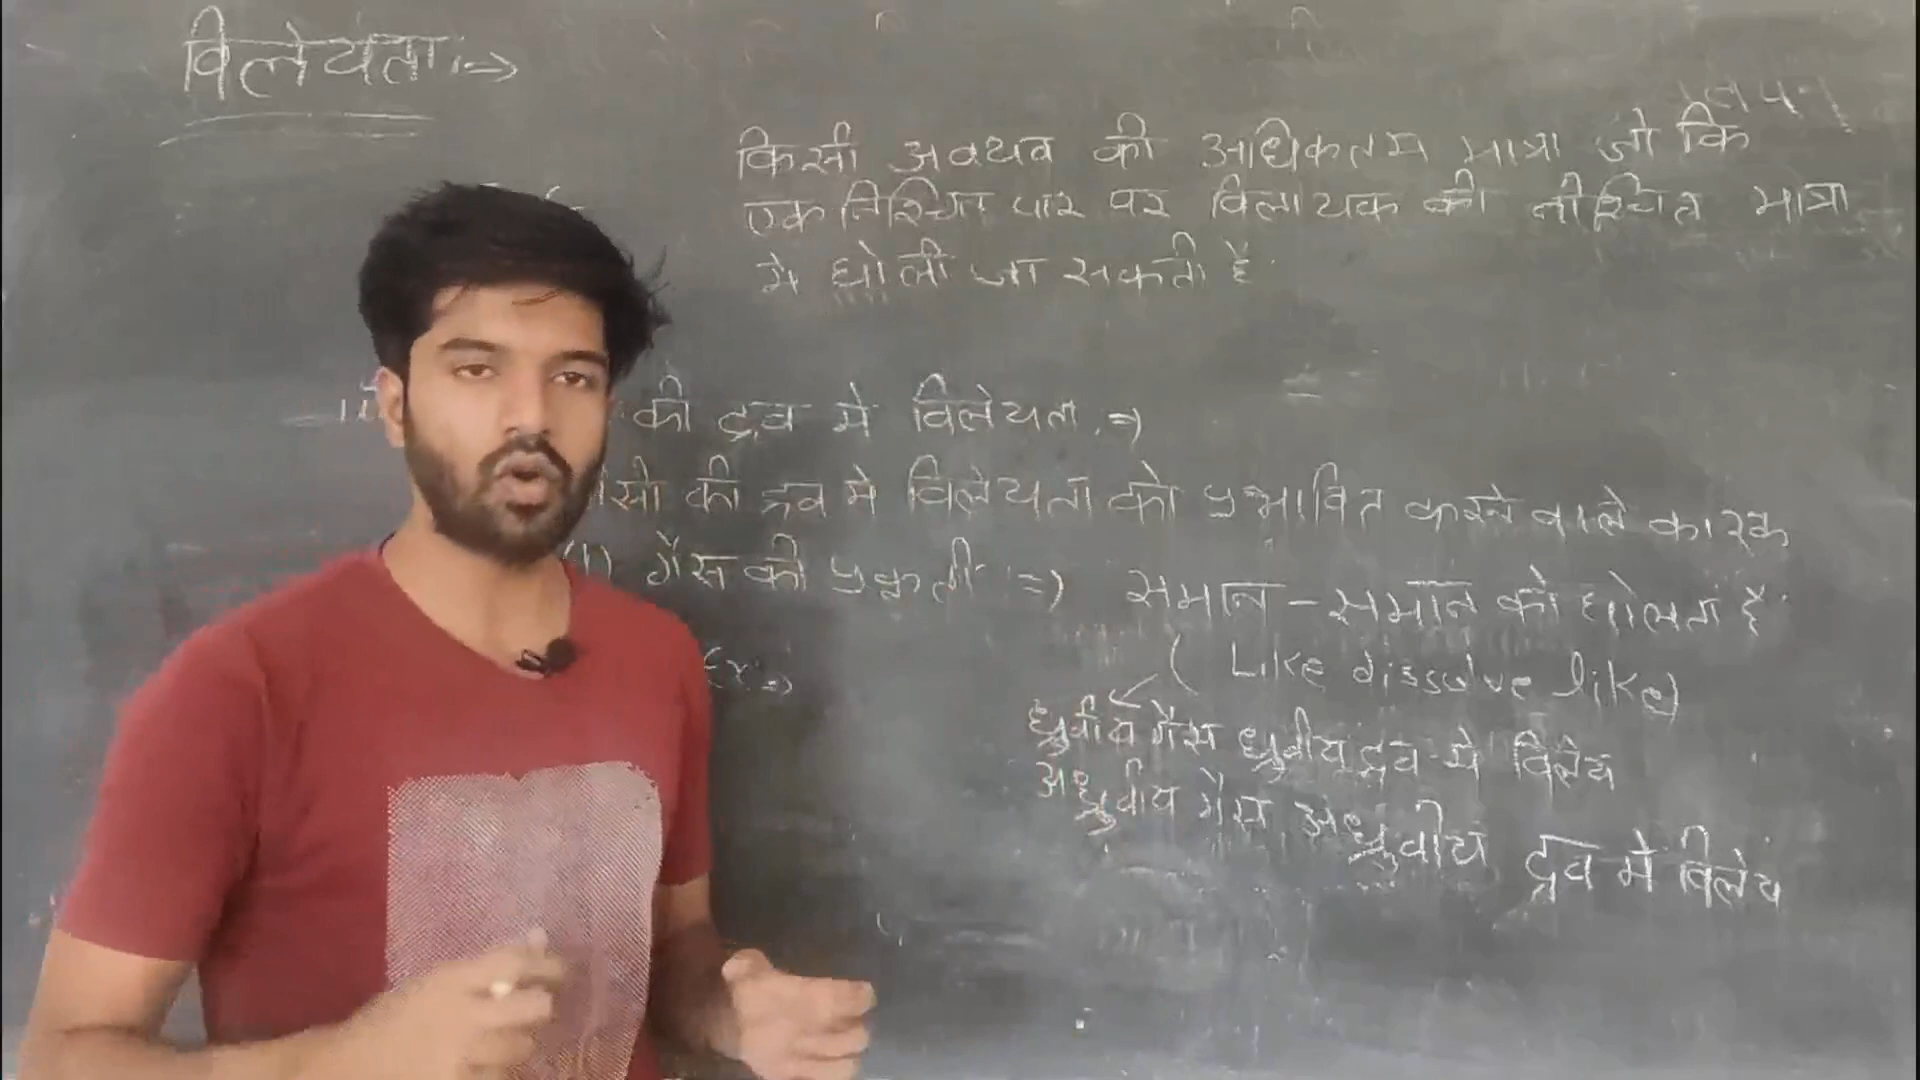 विलेयता :->
किसी अवयव की अधिकतम मात्रा जो कि
एक निश्चित पर विलायक की नीश्चित मात्रा
मे घोली जा सकती है
की द्रव मे विलेयता =>
की द्रव मे विलेयता को प्रभावित करने वाले कारक
(1) गैस की प्रकृती => समान - समान को घोलता है
(Like dissolve like)
Ex =>
ध्रुवीय गैस ध्रुवीय द्रव मे विलेय
अध्रुवीय गैस अध्रुवीय द्रव मे विलेय